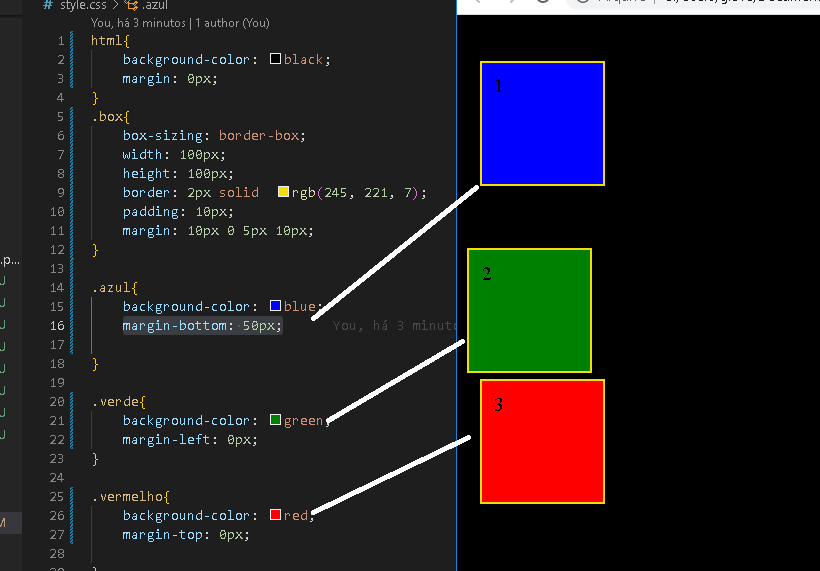 # style.css > .azul
You, há 3 minutos | 1 author (You)
1 html{
2 background-color: black;
3 margin: 0px;
4 }
5 .box{
6 box-sizing: border-box;
7 width: 100px;
8 height: 100px;
9 border: 2px solid rgb(245, 221, 7);
10 padding: 10px;
11 margin: 10px 0 5px 10px;
12 }
13
14 .azul{
15 background-color: blue;
16 margin-bottom: 50px; You, há 3 minuto
17
18 }
19
20 .verde{
21 background-color: green;
22 margin-left: 0px;
23 }
24
25 .vermelho{
26 background-color: red;
27 margin-top: 0px;
28
.p...
U
U
U
U
U
U
U
U
M
1
2
3